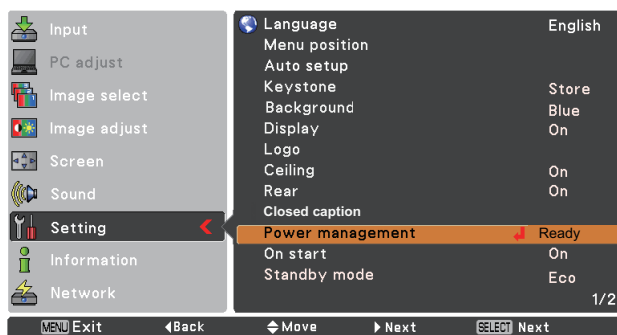 Input
PC adjust
Image select
Image adjust
Screen
Sound
Setting
Information
Network
Language English
Menu position
Auto setup
Keystone Store
Background Blue
Display On
Logo
Ceiling On
Rear On
Closed caption
Power management Ready
On start On
Standby mode Eco
1/2
MENU Exit Back Move Next SELECT Next